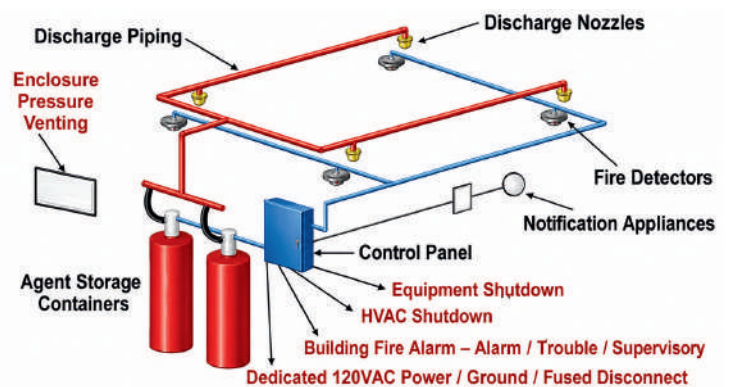 Discharge Piping
Discharge Nozzles
Enclosure
Pressure
Venting
Fire Detectors
Notification Appliances
Control Panel
Agent Storage
Containers
Equipment Shutdown
HVAC Shutdown
Building Fire Alarm – Alarm / Trouble / Supervisory
Dedicated 120VAC Power / Ground / Fused Disconnect